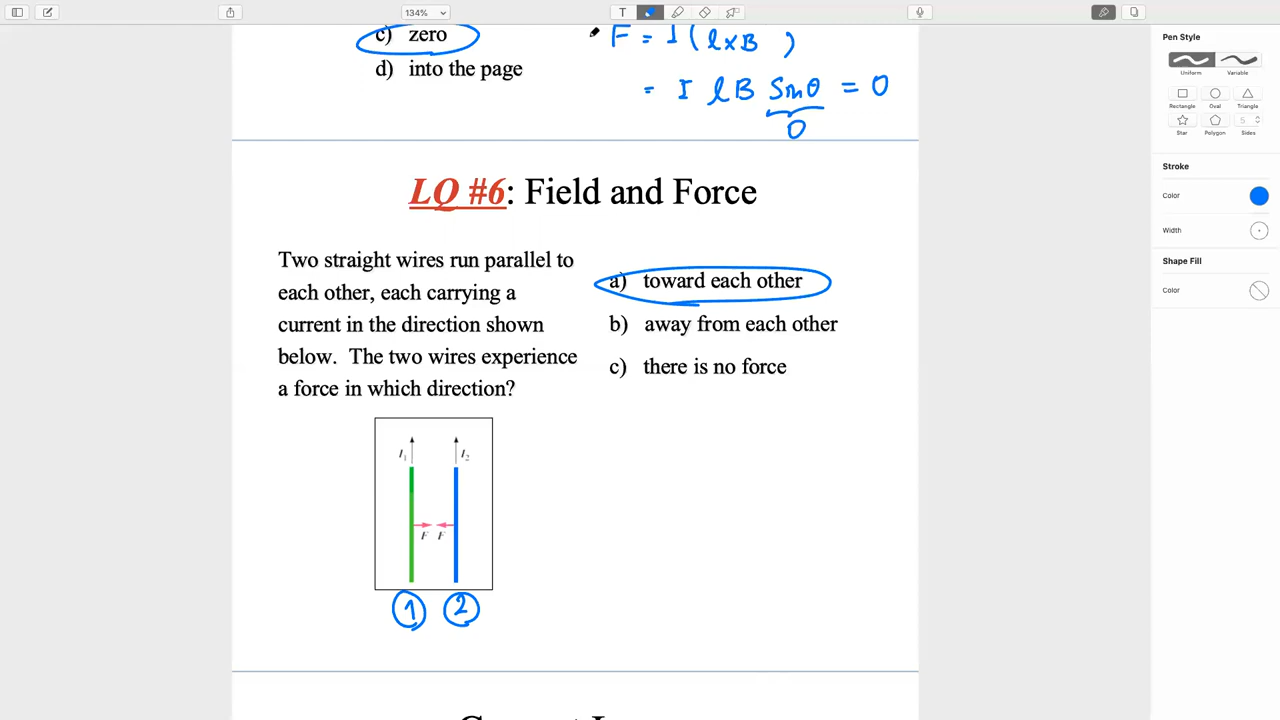 134%
T
c) zero
F = I ( l x B )
d) into the page
= I l B Sinθ = 0
0
LQ #6: Field and Force
Two straight wires run parallel to
each other, each carrying a
current in the direction shown
below. The two wires experience
a force in which direction?
a) toward each other
b) away from each other
c) there is no force
I1 I2
F F
1 2
Pen Style
Uniform Variable
Rectangle Oval Triangle
5
Star Polygon Sides
Stroke
Color
Width
Shape Fill
Color